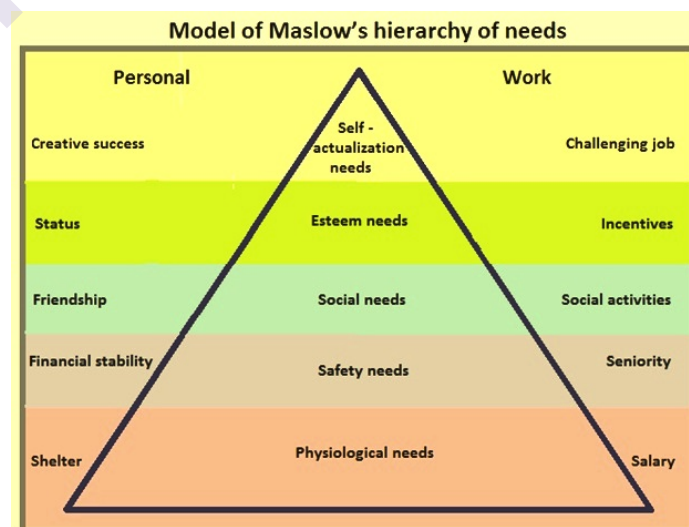 Model of Maslow's hierarchy of needs
Personal
Work
Creative success
Self -
actualization
needs
Challenging job
Status
Esteem needs
Incentives
Friendship
Social needs
Social activities
Financial stability
Safety needs
Seniority
Shelter
Physiological needs
Salary